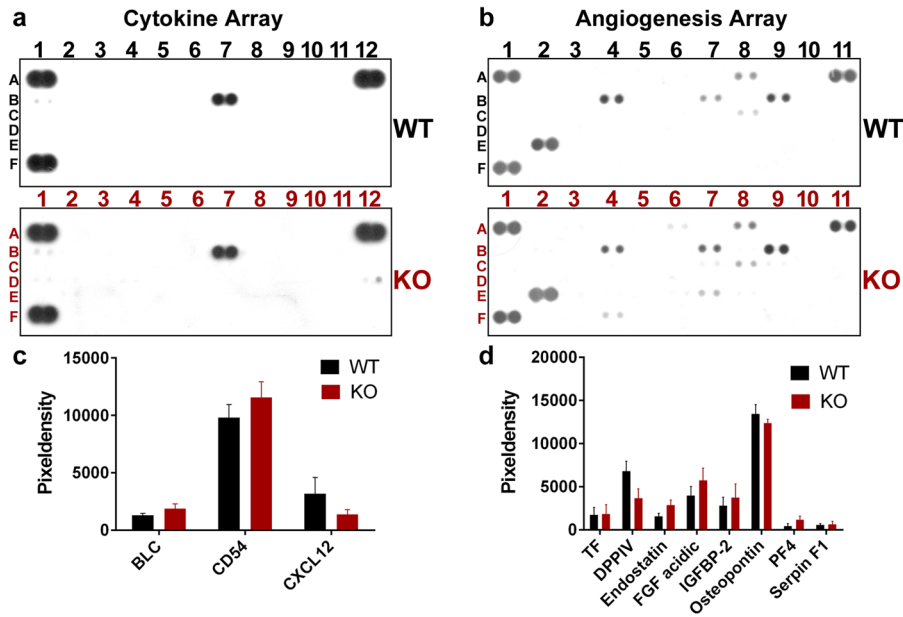 a Cytokine Array
1 2 3 4 5 6 7 8 9 10 11 12
A
B
C
D
E
F
WT
1 2 3 4 5 6 7 8 9 10 11 12
A
B
C
D
E
F
KO
b Angiogenesis Array
1 2 3 4 5 6 7 8 9 10 11
A
B
C
D
E
F
WT
1 2 3 4 5 6 7 8 9 10 11
A
B
C
D
E
F
KO
c
Pixeldensity
15000
10000
5000
0
WT
KO
BLC
CD54
CXCL12
d
Pixeldensity
20000
15000
10000
5000
0
WT
KO
TF
DPPIV
Endostatin
FGF acidic
IGFBP-2
Osteopontin
PF4
Serpin F1